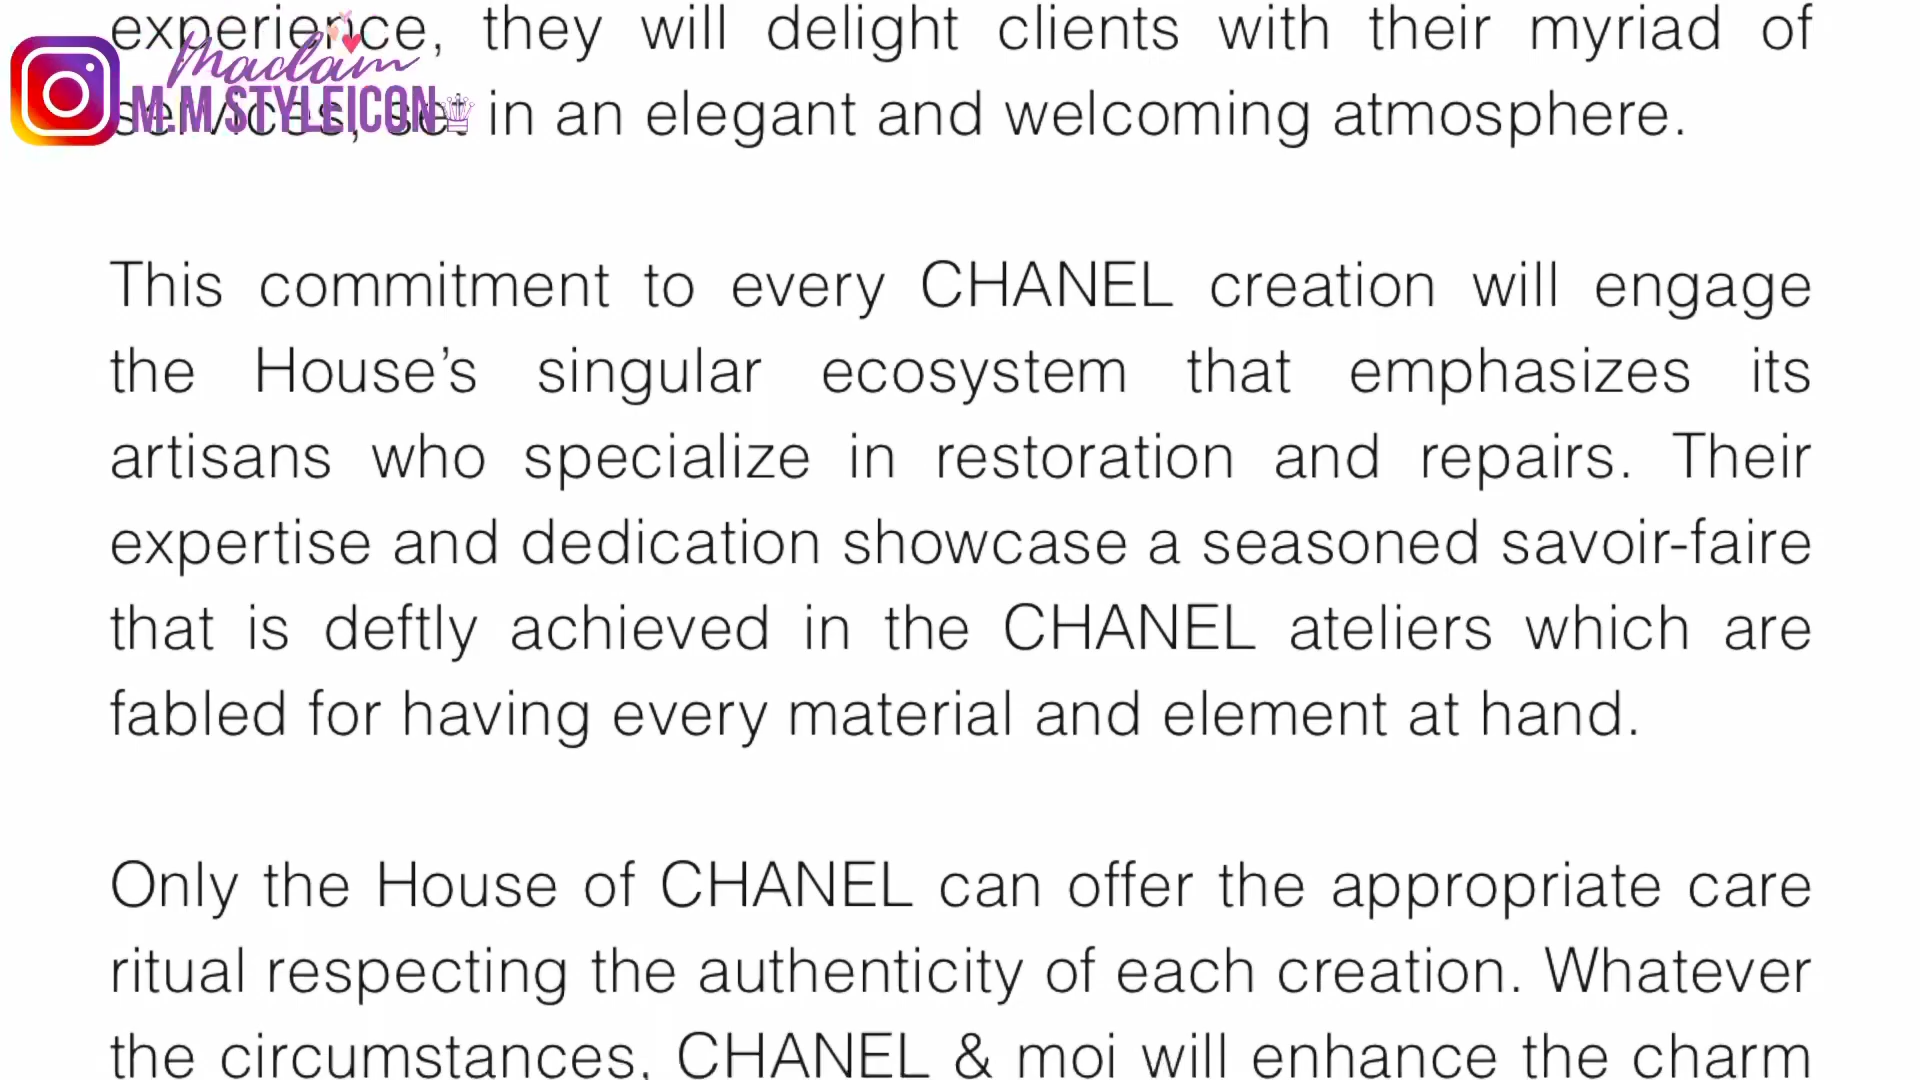 experience, they will delight clients with their myriad of
Madam
M.M STYLEICON
services, set in an elegant and welcoming atmosphere.
This commitment to every CHANEL creation will engage
the House’s singular ecosystem that emphasizes its
artisans who specialize in restoration and repairs. Their
expertise and dedication showcase a seasoned savoir-faire
that is deftly achieved in the CHANEL ateliers which are
fabled for having every material and element at hand.
Only the House of CHANEL can offer the appropriate care
ritual respecting the authenticity of each creation. Whatever
the circumstances, CHANEL & moi will enhance the charm